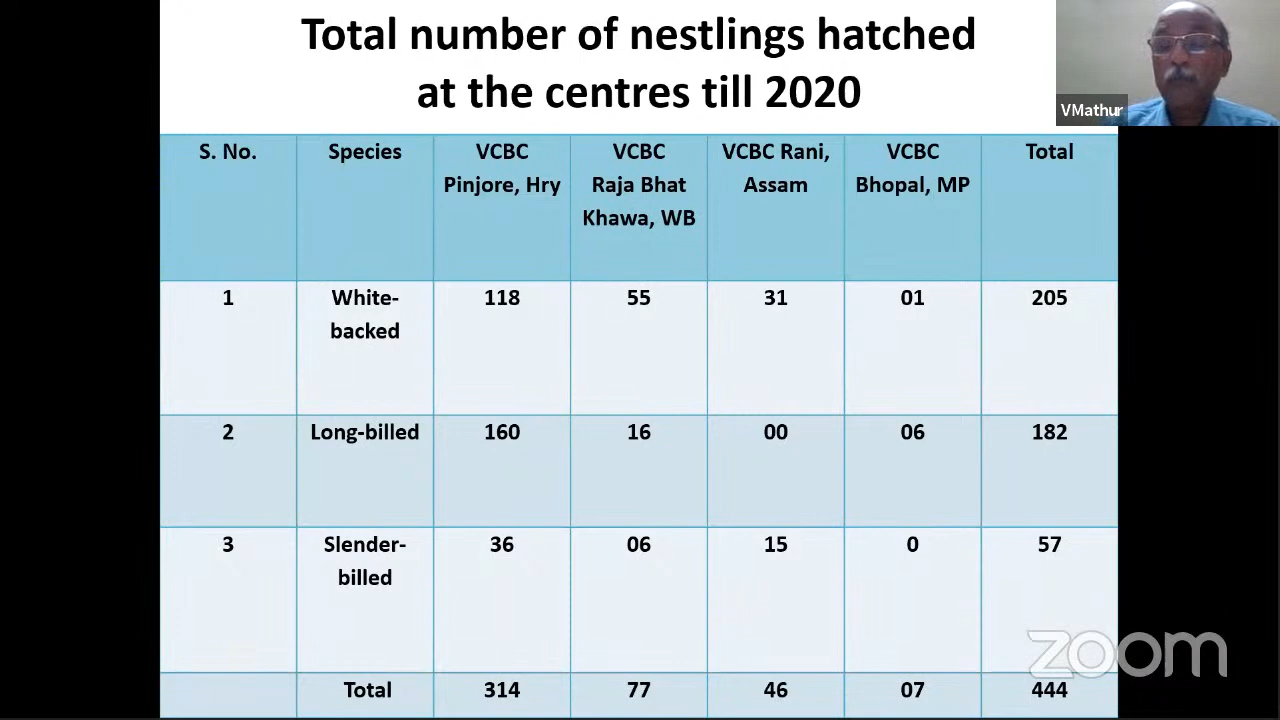 Total number of nestlings hatched
at the centres till 2020
VMathur
S. No.
Species
VCBC
Pinjore, Hry
VCBC
Raja Bhat
Khawa, WB
VCBC Rani,
Assam
VCBC
Bhopal, MP
Total
1
White-
backed
118
55
31
01
205
2
Long-billed
160
16
00
06
182
3
Slender-
billed
36
06
15
0
57
Total
314
77
46
07
444
zoom